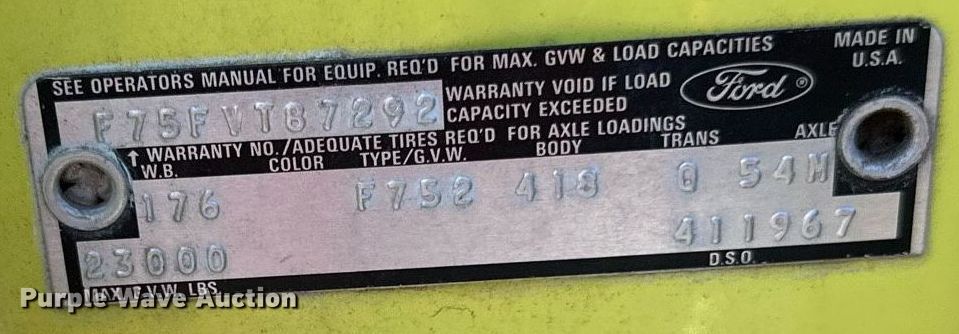 SEE OPERATORS MANUAL FOR EQUIP. REQ'D FOR MAX. GVW & LOAD CAPACITIES
MADE IN U.S.A.
F75FVT87292
WARRANTY VOID IF LOAD
CAPACITY EXCEEDED
Ford ®
↑ WARRANTY NO./ADEQUATE TIRES REQ'D FOR AXLE LOADINGS
W.B. COLOR TYPE/G.V.W. BODY TRANS AXLE
176 F752 418 Q 54M
23000 411967
MAX. G.V.W. LBS. D.S.O.
Purple Wave Auction